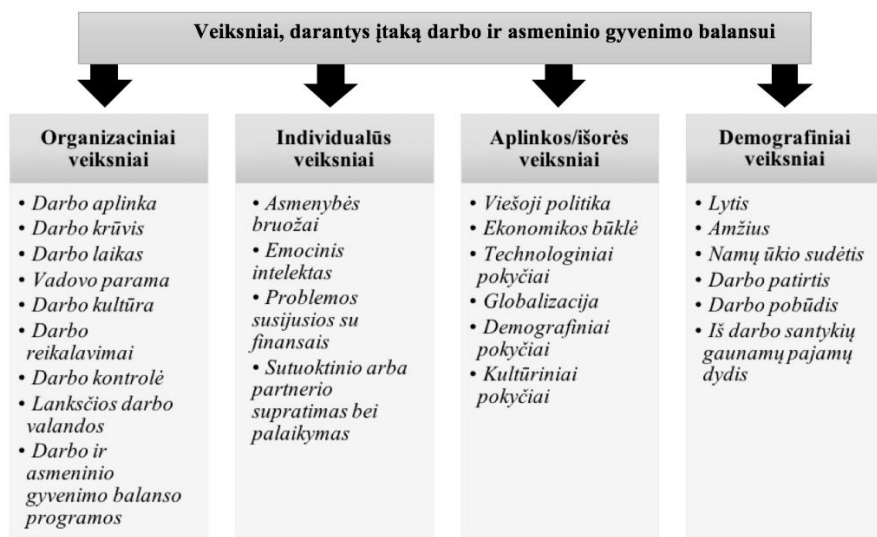 Veiksniai, darantys įtaką darbo ir asmeninio gyvenimo balansui
Organizaciniai
veiksniai
• Darbo aplinka
• Darbo krūvis
• Darbo laikas
• Vadovo parama
• Darbo kultūra
• Darbo
reikalavimai
• Darbo kontrolė
• Lanksčios darbo
valandos
• Darbo ir
asmeninio
gyvenimo balanso
programos
Individualūs
veiksniai
• Asmenybės
bruožai
• Emocinis
intelektas
• Problemos
susijusios su
finansais
• Sutuoktinio arba
partnerio
supratimas bei
palaikymas
Aplinkos/išorės
veiksniai
• Viešoji politika
• Ekonomikos būklė
• Technologiniai
pokyčiai
• Globalizacija
• Demografiniai
pokyčiai
• Kultūriniai
pokyčiai
Demografiniai
veiksniai
• Lytis
• Amžius
• Namų ūkio sudėtis
• Darbo patirtis
• Darbo pobūdis
• Iš darbo santykių
gaunamų pajamų
dydis